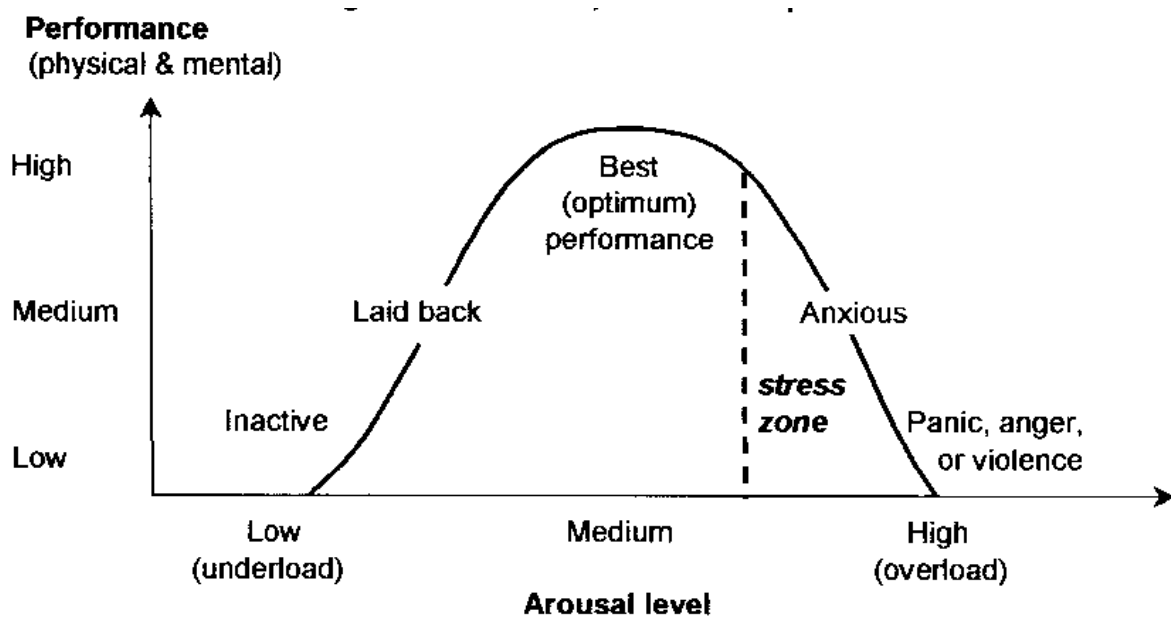 Performance
(physical & mental)
High
Best
(optimum)
performance
Medium
Laid back
Anxious
stress
zone
Inactive
Panic, anger,
or violence
Low
Low
(underload)
Medium
High
(overload)
Arousal level